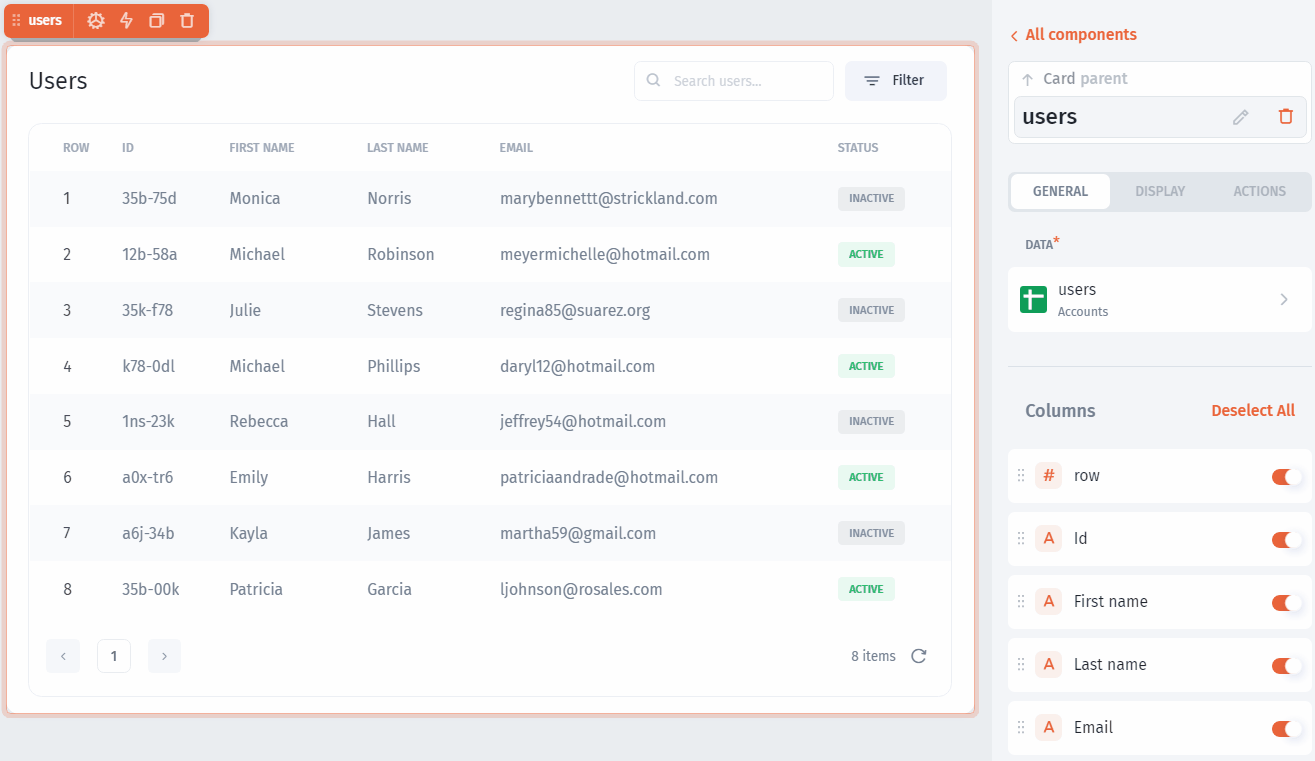 users
Users
Search users...
Filter
ROW ID FIRST NAME LAST NAME EMAIL STATUS
1 35b-75d Monica Norris marybennettt@strickland.com INACTIVE
2 12b-58a Michael Robinson meyermichelle@hotmail.com ACTIVE
3 35k-f78 Julie Stevens regina85@suarez.org INACTIVE
4 k78-0dl Michael Phillips daryl12@hotmail.com ACTIVE
5 1ns-23k Rebecca Hall jeffrey54@hotmail.com INACTIVE
6 a0x-tr6 Emily Harris patriciaandrade@hotmail.com ACTIVE
7 a6j-34b Kayla James martha59@gmail.com INACTIVE
8 35b-00k Patricia Garcia ljohnson@rosales.com ACTIVE
1
8 items
All components
Card parent
users
GENERAL DISPLAY ACTIONS
DATA*
users
Accounts
Columns Deselect All
# row
A Id
A First name
A Last name
A Email